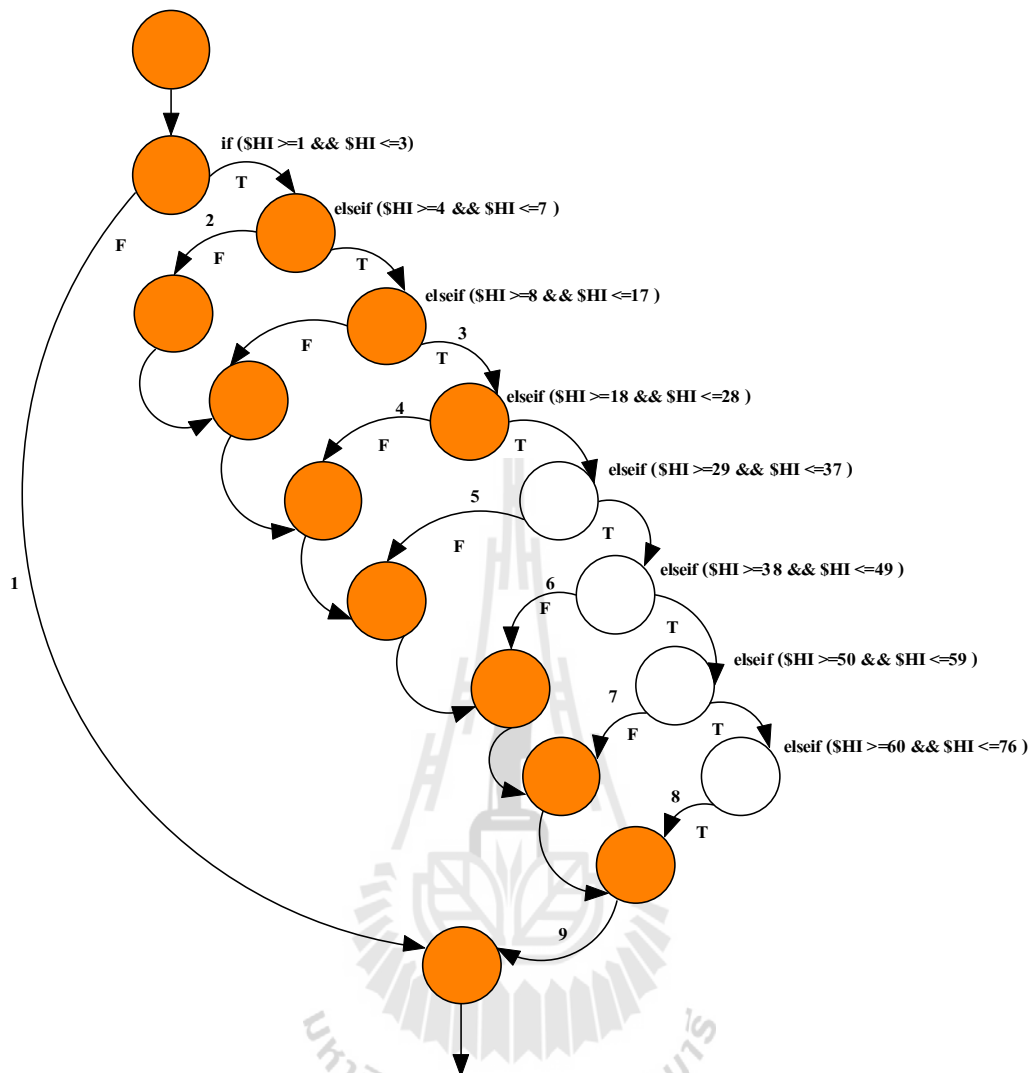 if ($HI >=1 && $HI <=3)
T
elseif ($HI >=4 && $HI <=7 )
2
F
F
T
elseif ($HI >=8 && $HI <=17 )
3
F
T
elseif ($HI >=18 && $HI <=28 )
4
F
T
elseif ($HI >=29 && $HI <=37 )
5
F
T
elseif ($HI >=38 && $HI <=49 )
1
6
F
T
elseif ($HI >=50 && $HI <=59 )
7
F
T
elseif ($HI >=60 && $HI <=76 )
8
T
9